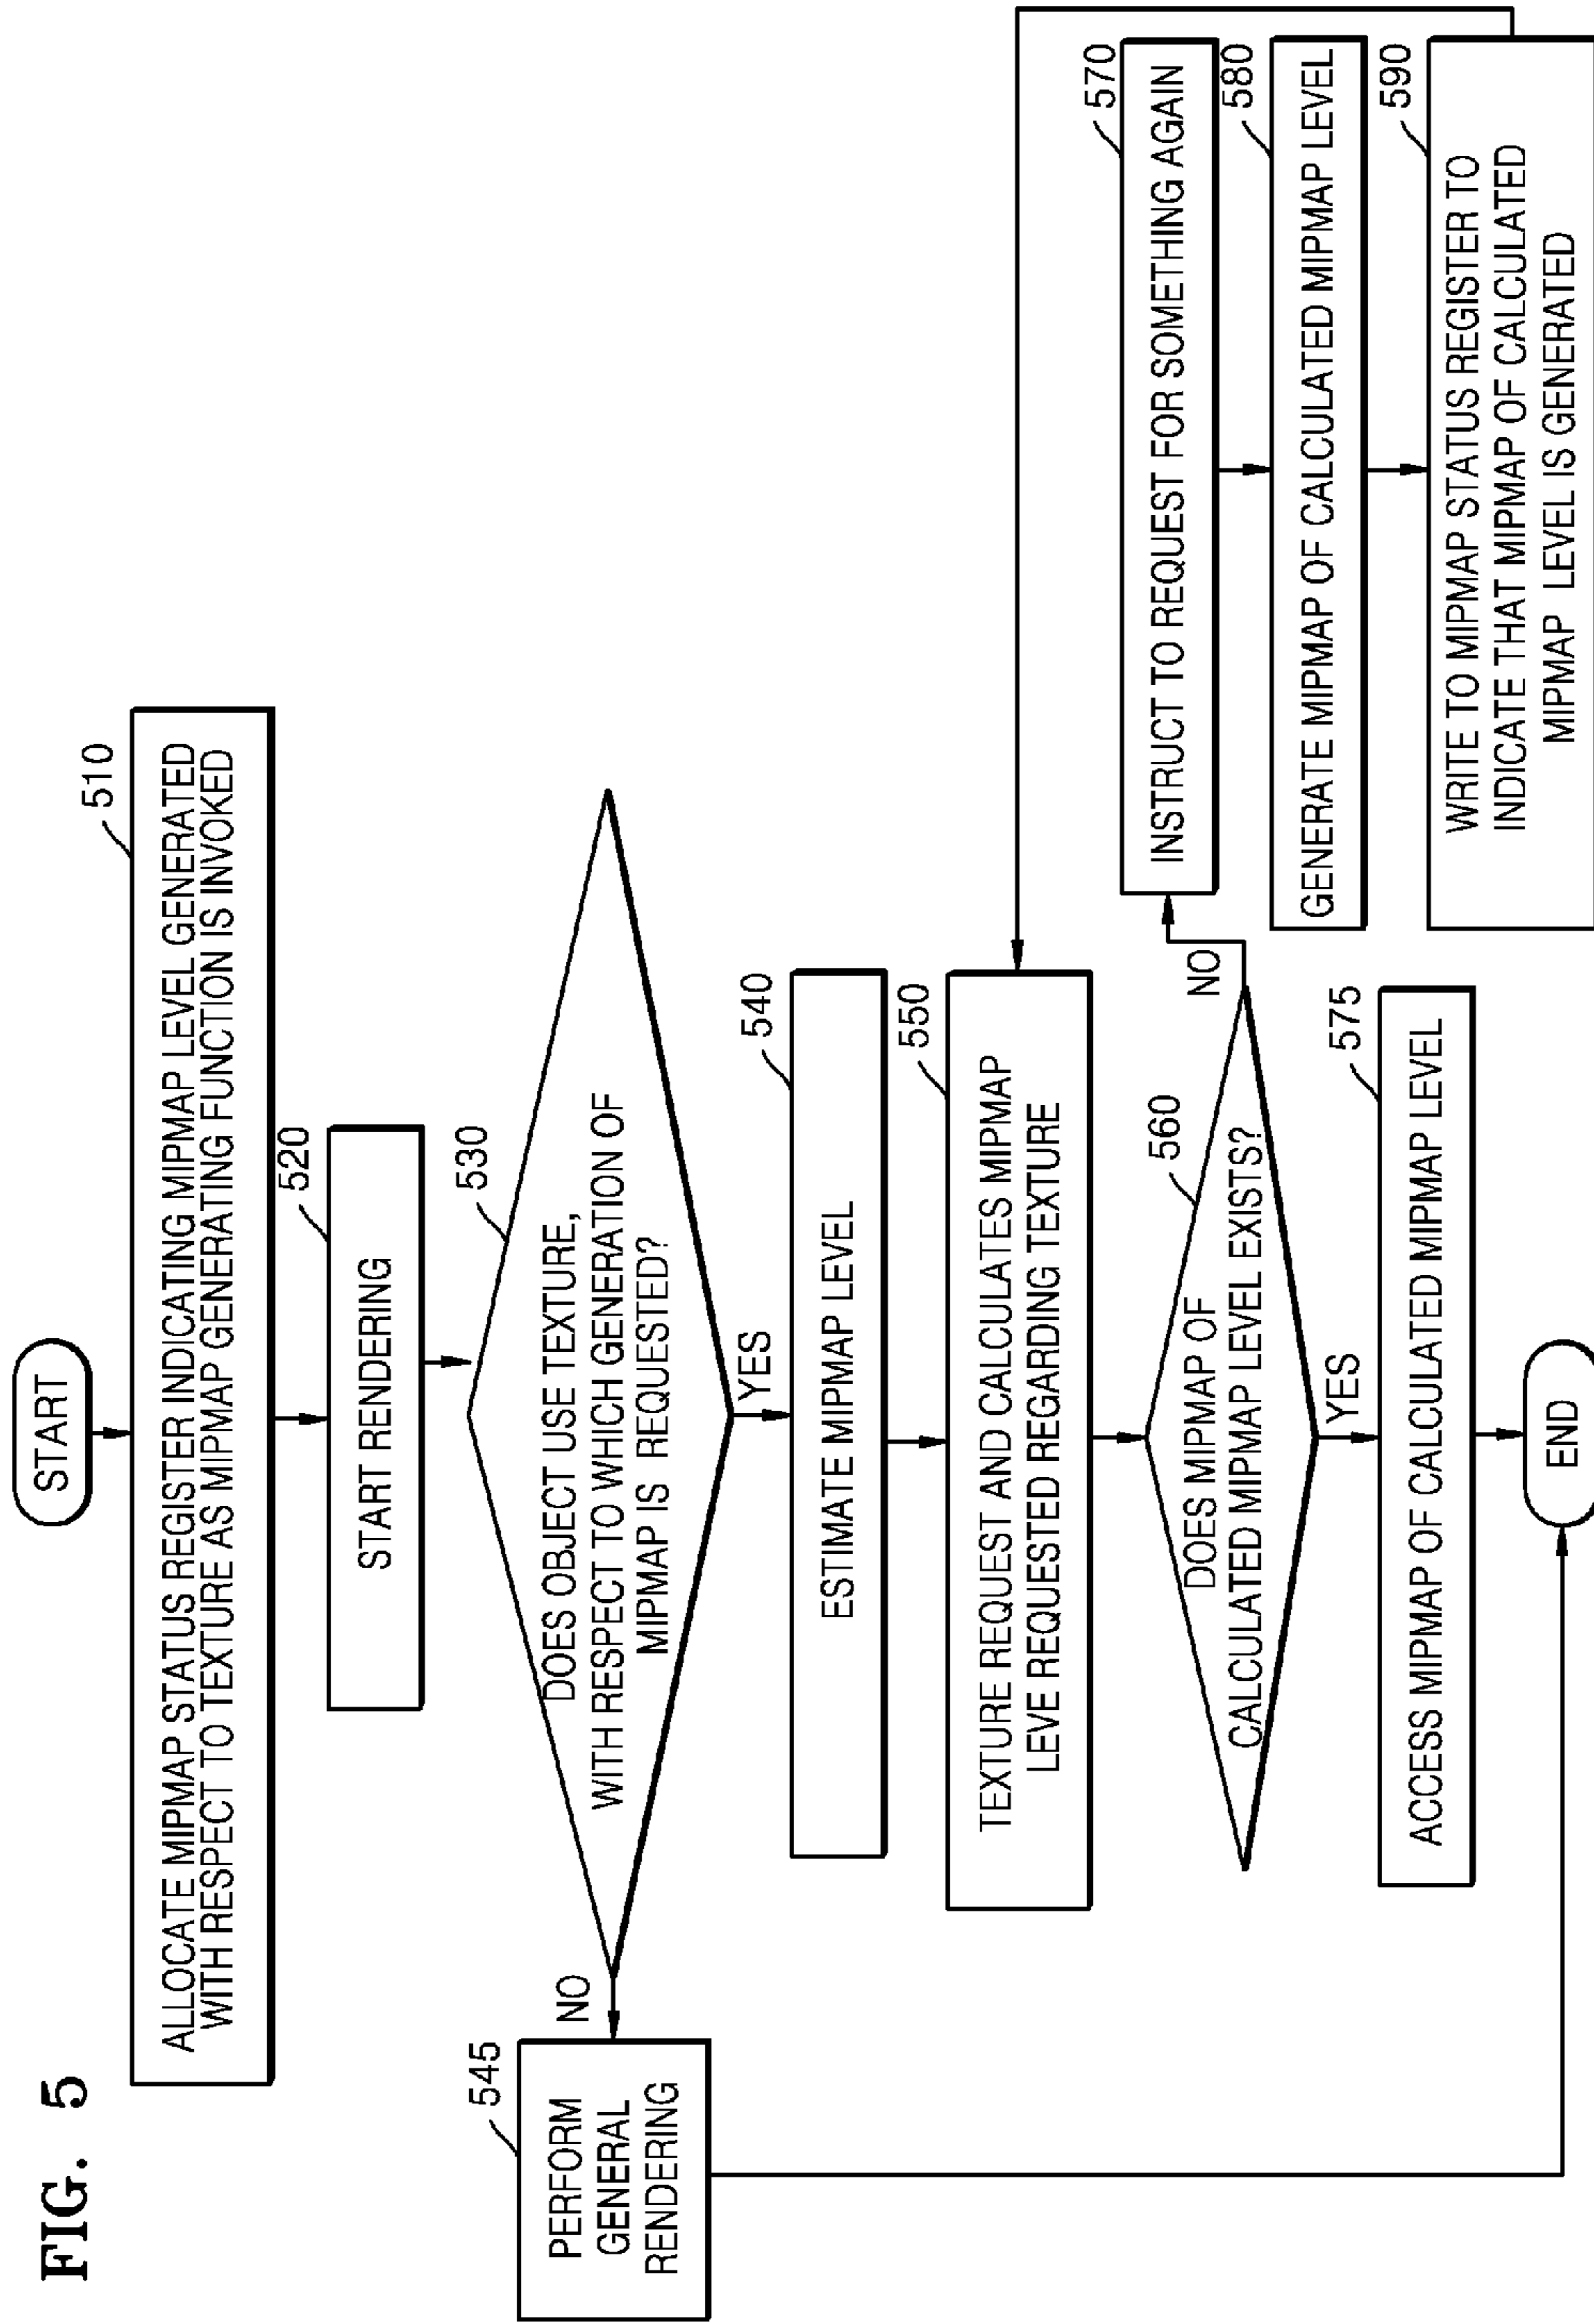 FIG. 5
START
510
ALLOCATE MIPMAP STATUS REGISTER INDICATING MIPMAP LEVEL GENERATED
WITH RESPECT TO TEXTURE AS MIPMAP GENERATING FUNCTION IS INVOKED
520
START RENDERING
530
DOES OBJECT USE TEXTURE,
WITH RESPECT TO WHICH GENERATION OF
MIPMAP IS REQUESTED?
NO
545
PERFORM
GENERAL
RENDERING
YES
540
ESTIMATE MIPMAP LEVEL
550
TEXTURE REQUEST AND CALCULATES MIPMAP
LEVE REQUESTED REGARDING TEXTURE
560
DOES MIPMAP OF
CALCULATED MIPMAP LEVEL EXISTS?
NO
570
INSTRUCT TO REQUEST FOR SOMETHING AGAIN
580
GENERATE MIPMAP OF CALCULATED MIPMAP LEVEL
590
WRITE TO MIPMAP STATUS REGISTER TO
INDICATE THAT MIPMAP OF CALCULATED
MIPMAP LEVEL IS GENERATED
YES
575
ACCESS MIPMAP OF CALCULATED MIPMAP LEVEL
END